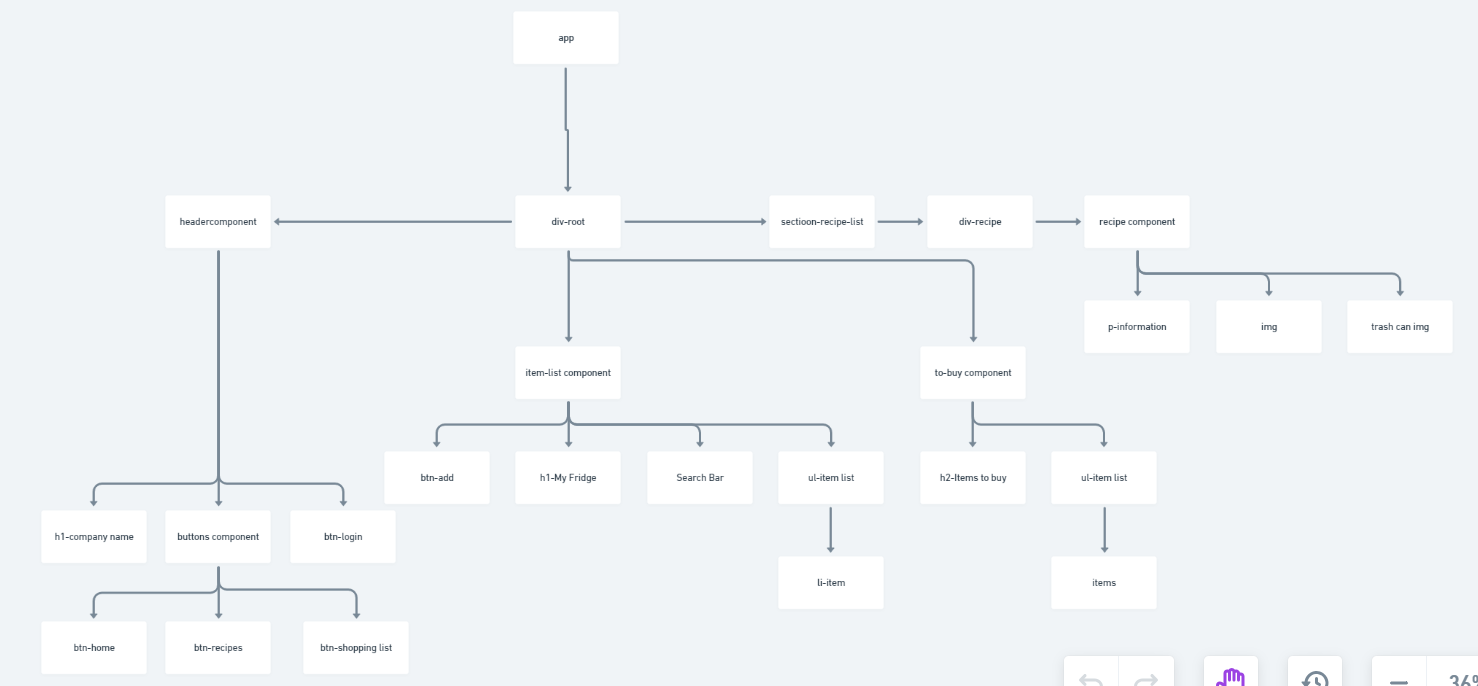 app
headercomponent
div-root
sectioon-recipe-list
div-recipe
recipe component
p-information
img
trash can img
item-list component
to-buy component
btn-add
h1-My Fridge
Search Bar
ul-item list
h2-Items to buy
ul-item list
h1-company name
buttons component
btn-login
li-item
items
btn-home
btn-recipes
btn-shopping list
36%